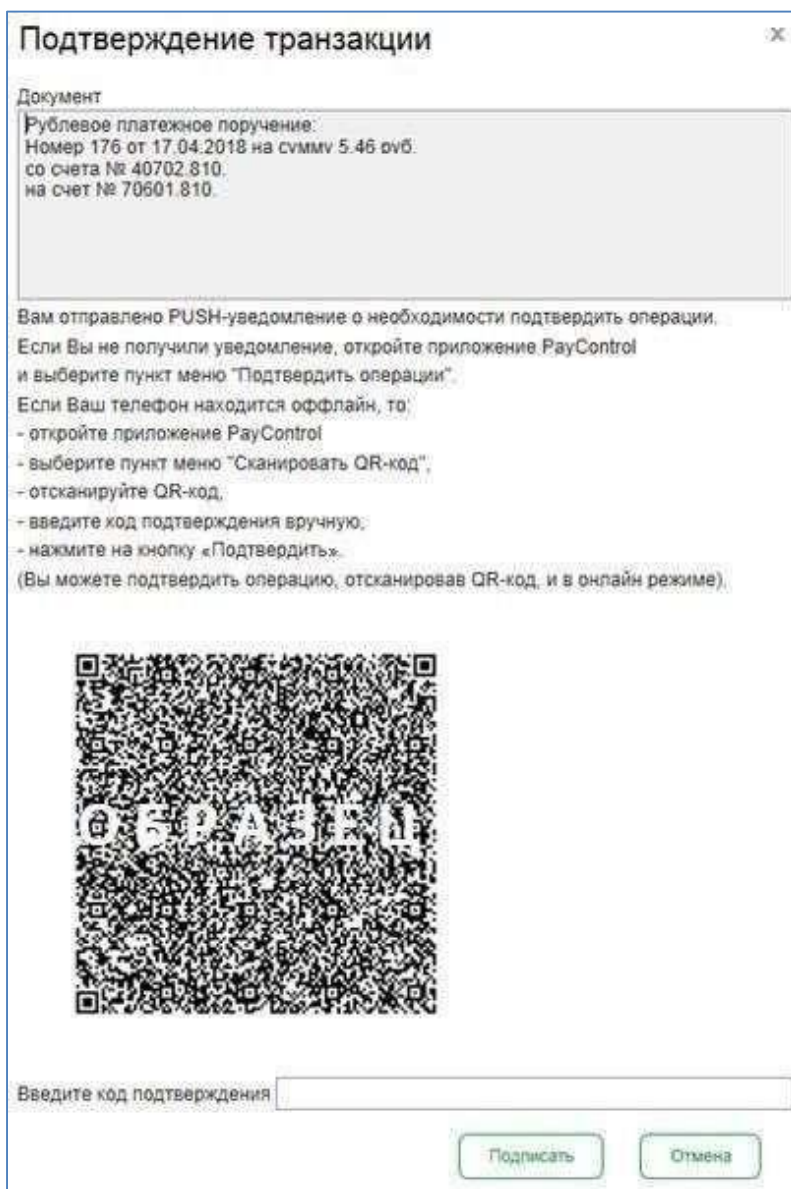 Подтверждение транзакции
x
Документ
Рублевое платежное поручение:
Номер 176 от 17.04.2018 на сумму 5.46 руб.
со счета № 40702.810.
на счет № 70601.810.
Вам отправлено PUSH-уведомление о необходимости подтвердить операции.
Если Вы не получили уведомление, откройте приложение PayControl
и выберите пункт меню "Подтвердить операции".
Если Ваш телефон находится оффлайн, то:
- откройте приложение PayControl
- выберите пункт меню "Сканировать QR-код",
- отсканируйте QR-код,
- введите код подтверждения вручную,
- нажмите на кнопку «Подтвердить».
(Вы можете подтвердить операцию, отсканировав QR-код, и в онлайн режиме).
ОБРАЗЕЦ
Введите код подтверждения
Подписать
Отмена